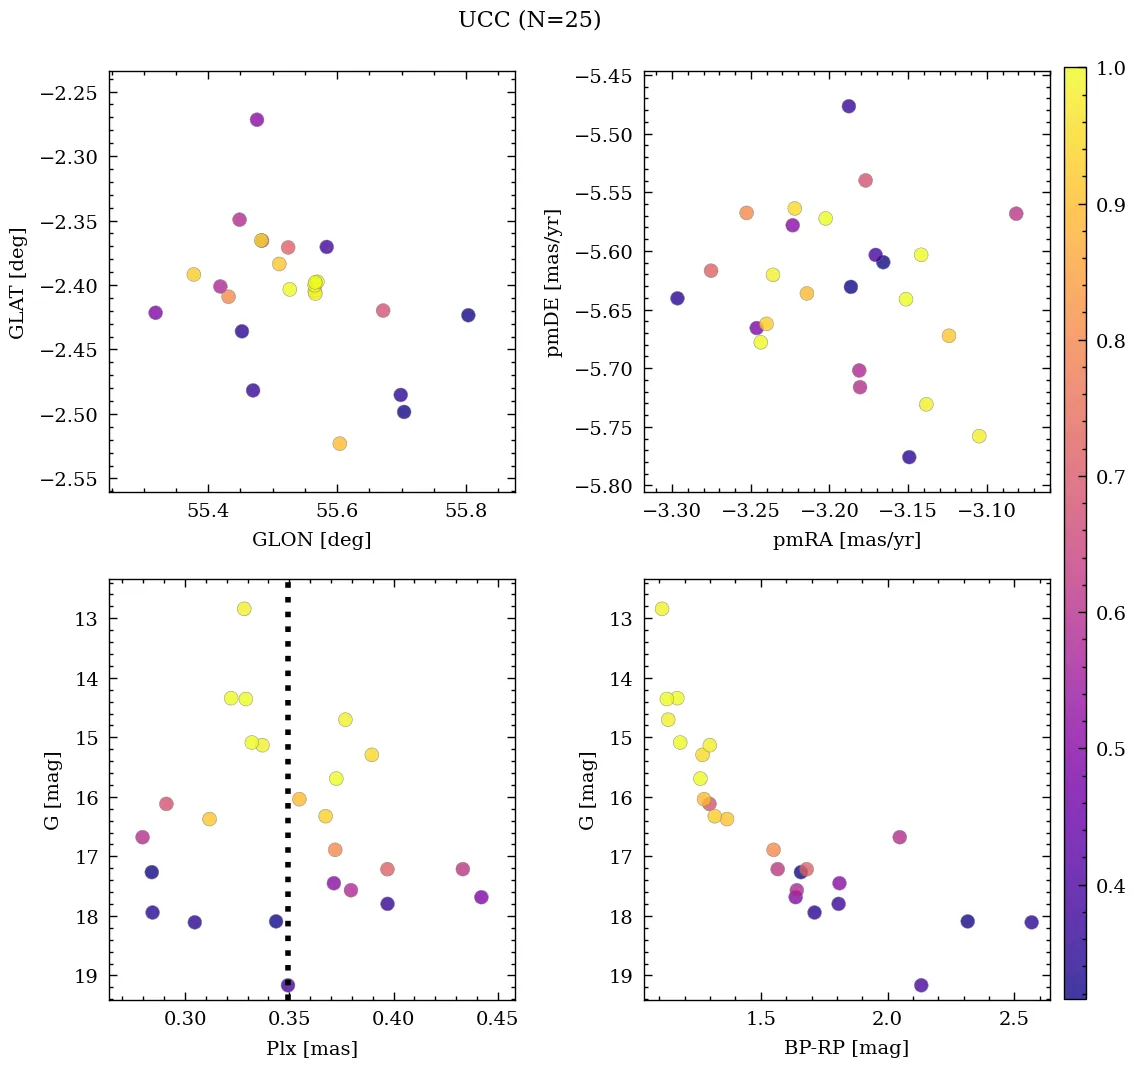 UCC (N=25)
−2.25
−2.30
−2.35
−2.40
−2.45
−2.50
−2.55
GLAT [deg]
55.4 55.6 55.8
GLON [deg]
−5.45
−5.50
−5.55
−5.60
−5.65
−5.70
−5.75
−5.80
pmDE [mas/yr]
−3.30 −3.25 −3.20 −3.15 −3.10
pmRA [mas/yr]
13
14
15
16
17
18
19
G [mag]
0.30 0.35 0.40 0.45
Plx [mas]
13
14
15
16
17
18
19
G [mag]
1.5 2.0 2.5
BP-RP [mag]
1.0
0.9
0.8
0.7
0.6
0.5
0.4